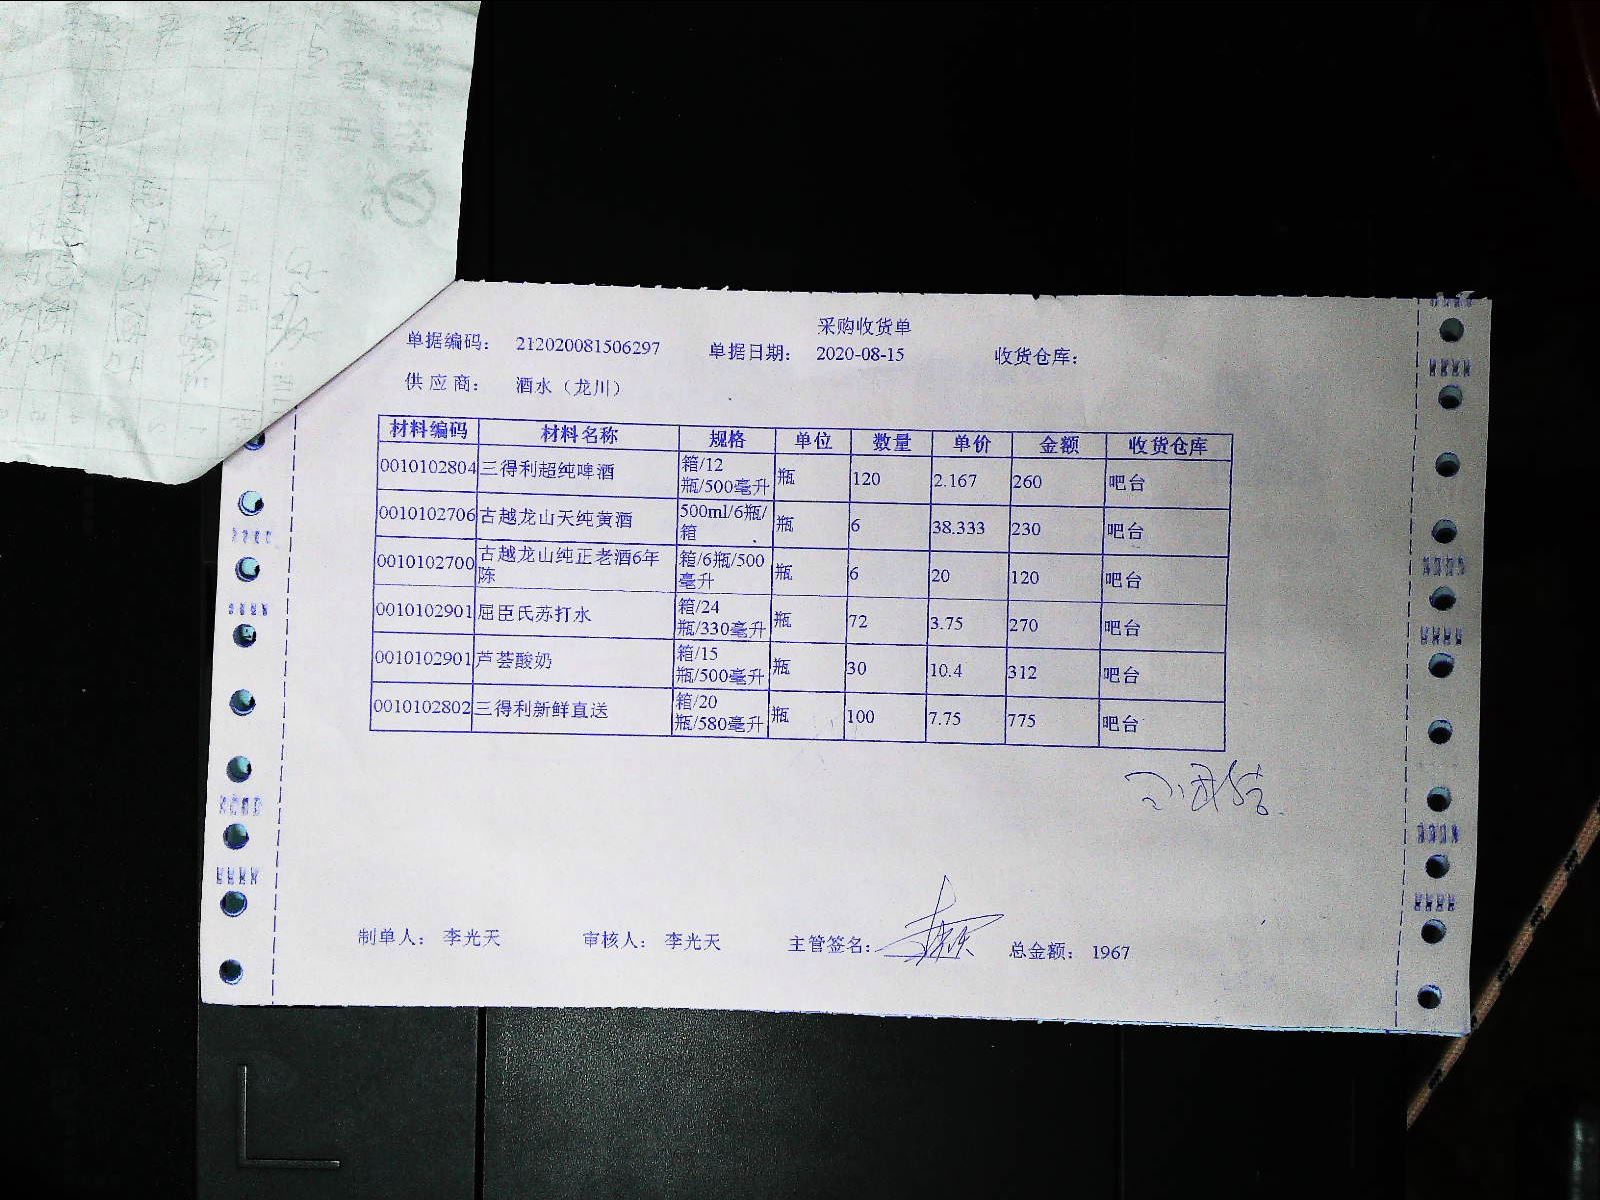 采购收货单
单据编码： 212020081506297 单据日期： 2020-08-15 收货仓库：
供应商： 酒水（龙川）
材料编码 材料名称 规格 单位 数量 单价 金额 收货仓库
0010102804 三得利超纯啤酒 箱/12瓶/500毫升 瓶 120 2.167 260 吧台
0010102706 古越龙山天纯黄酒 500ml/6瓶/箱 瓶 6 38.333 230 吧台
0010102700 古越龙山纯正老酒6年陈 箱/6瓶/500毫升 瓶 6 20 120 吧台
0010102901 屈臣氏苏打水 箱/24瓶/330毫升 瓶 72 3.75 270 吧台
0010102901 芦荟酸奶 箱/15瓶/500毫升 瓶 30 10.4 312 吧台
0010102802 三得利新鲜直送 箱/20瓶/580毫升 瓶 100 7.75 775 吧台
制单人： 李光天 审核人： 李光天 主管签名： 总金额： 1967